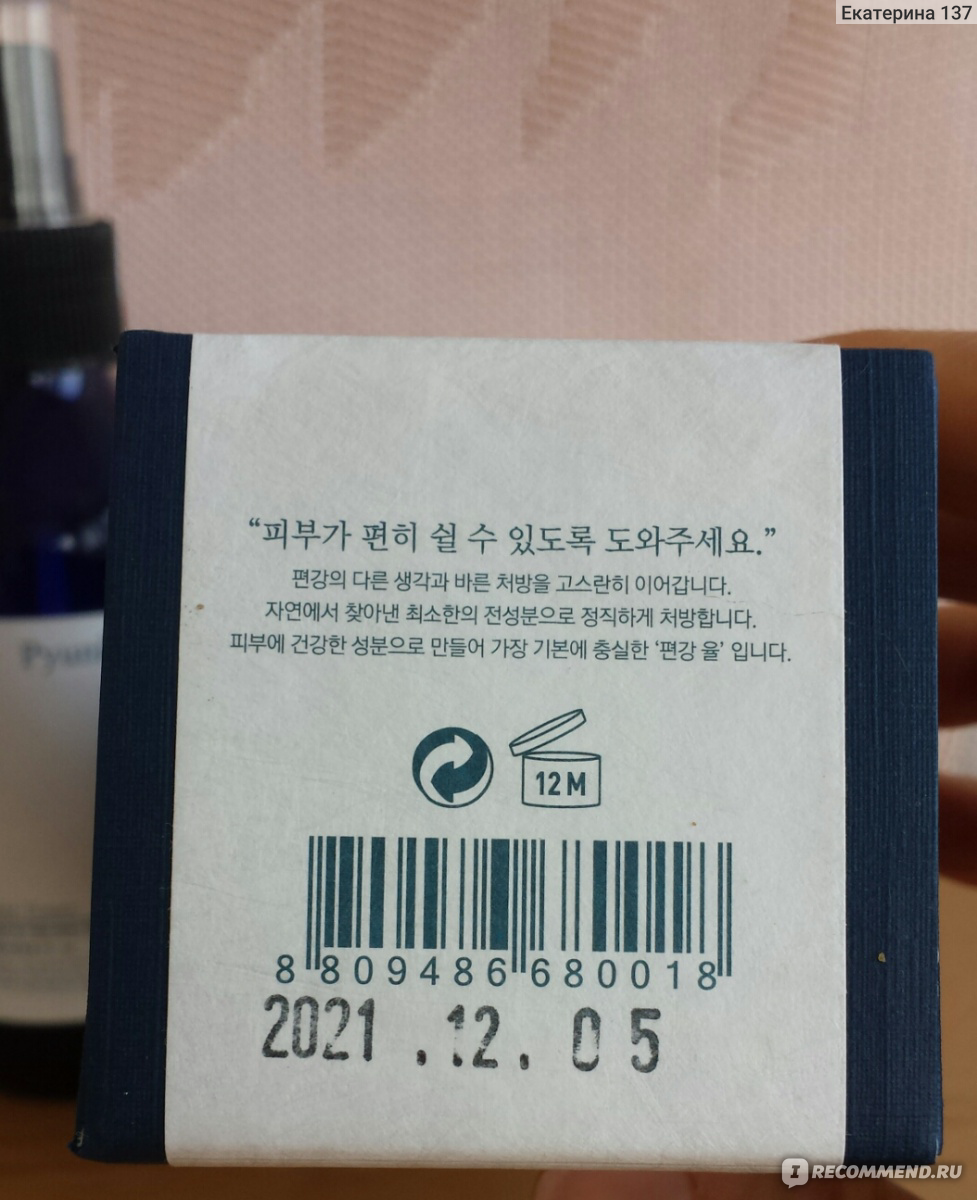 Екатерина 137
“피부가 편히 쉴 수 있도록 도와주세요.”
편강의 다른 생각과 바른 처방을 고스란히 이어갑니다.
자연에서 찾아낸 최소한의 전성분으로 정직하게 처방합니다.
피부에 건강한 성분으로 만들어 가장 기본에 충실한 ‘편강 율’ 입니다.
12 M
8 809486 680018
2021 .12. 05
IRECOMMEND.RU